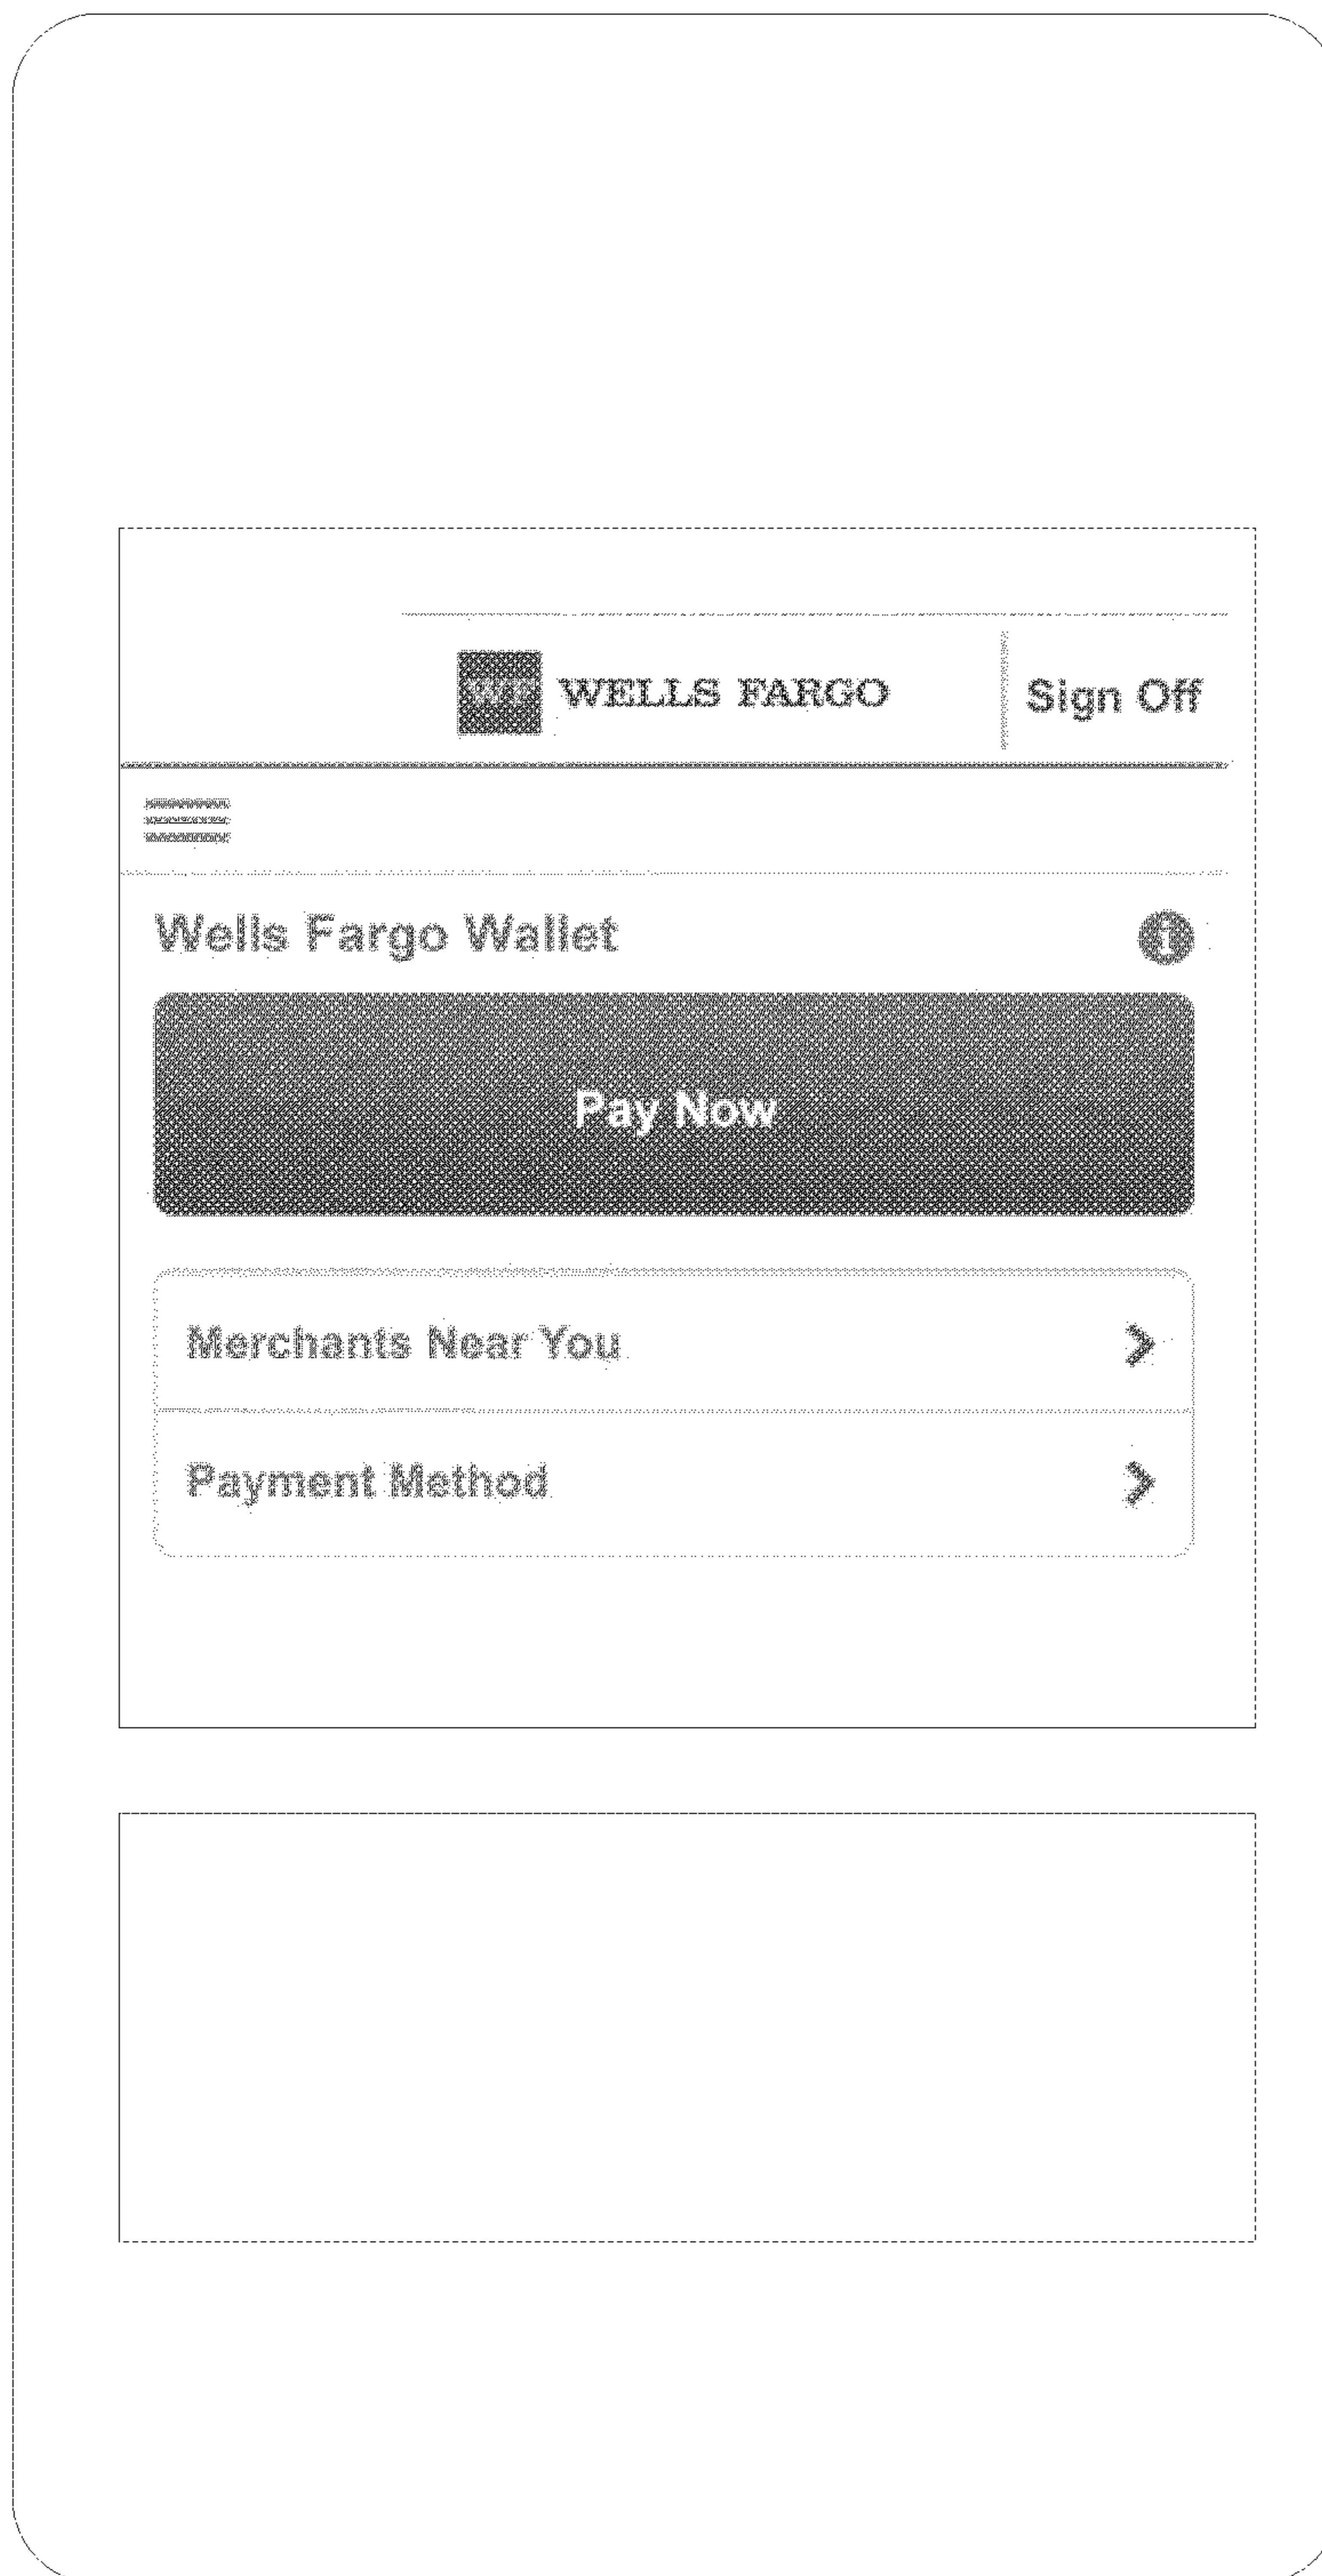 WELLS FARGO
Sign Off
Wells Fargo Wallet
Pay Now
Merchants Near You
Payment Method